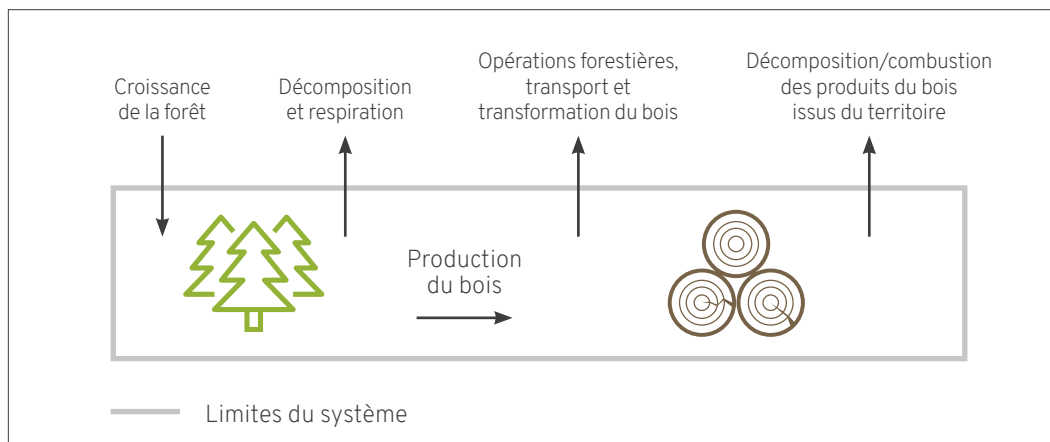 Croissance
de la forêt
Décomposition
et respiration
Opérations forestières,
transport et
transformation du bois
Décomposition/combustion
des produits du bois
issus du territoire
Production
du bois
Limites du système